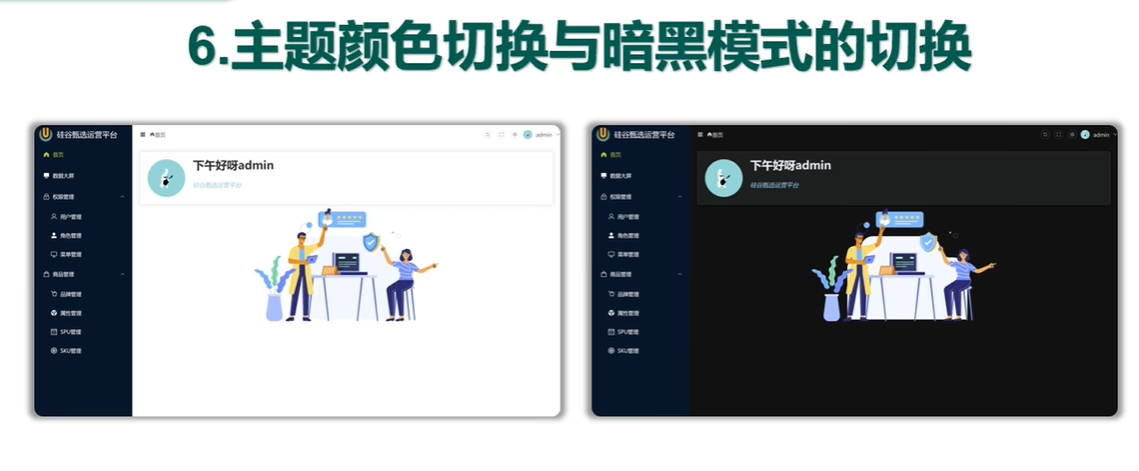 6.主题颜色切换与暗黑模式的切换
硅谷甄选运营平台
首页
admin
首页
数据大屏
权限管理
用户管理
角色管理
菜单管理
商品管理
品牌管理
属性管理
SPU管理
SKU管理
下午好呀admin
硅谷甄选运营平台
硅谷甄选运营平台
首页
admin
首页
数据大屏
权限管理
用户管理
角色管理
菜单管理
商品管理
品牌管理
属性管理
SPU管理
SKU管理
下午好呀admin
硅谷甄选运营平台